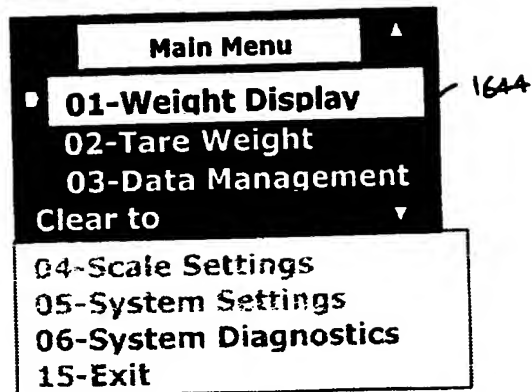 Main Menu
01-Weight Display
1644
02-Tare Weight
03-Data Management
Clear to
04-Scale Settings
05-System Settings
06-System Diagnostics
15-Exit